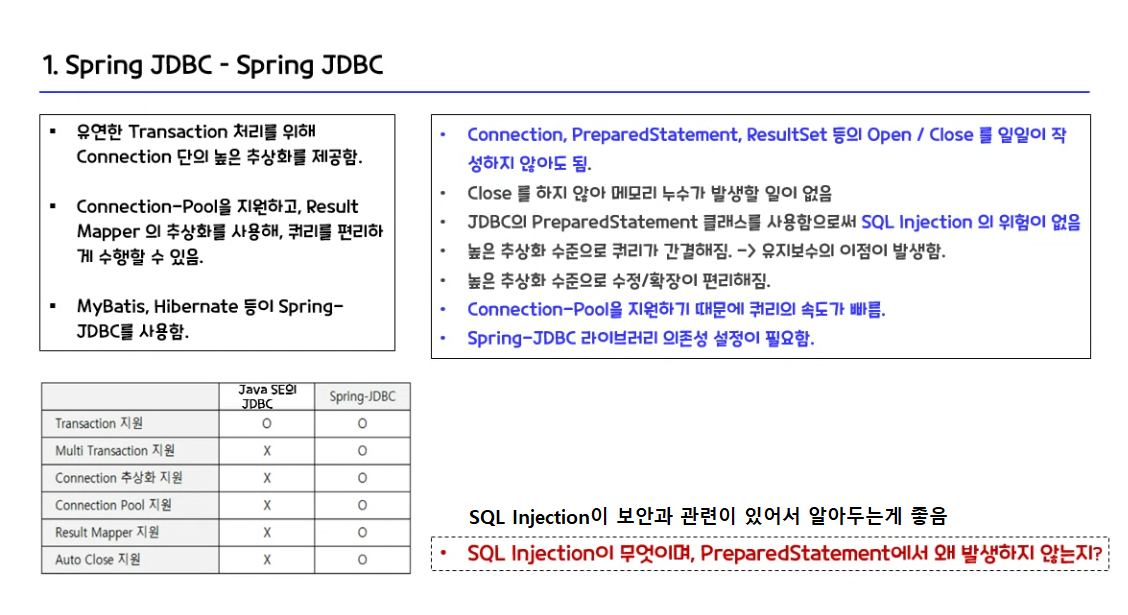 1. Spring JDBC - Spring JDBC
▪ 유연한 Transaction 처리를 위해
Connection 단의 높은 추상화를 제공함.
▪ Connection-Pool을 지원하고, Result
Mapper 의 추상화를 사용해, 쿼리를 편리하
게 수행할 수 있음.
▪ MyBatis, Hibernate 등이 Spring-
JDBC를 사용함.
• Connection, PreparedStatement, ResultSet 등의 Open / Close 를 일일이 작
성하지 않아도 됨.
• Close 를 하지 않아 메모리 누수가 발생할 일이 없음
• JDBC의 PreparedStatement 클래스를 사용함으로써 SQL Injection 의 위험이 없음
• 높은 추상화 수준으로 쿼리가 간결해짐. -> 유지보수의 이점이 발생함.
• 높은 추상화 수준으로 수정/확장이 편리해짐.
• Connection-Pool을 지원하기 때문에 쿼리의 속도가 빠름.
• Spring-JDBC 라이브러리 의존성 설정이 필요함.
Java SE의
JDBC
Spring-JDBC
Transaction 지원 O O
Multi Transaction 지원 X O
Connection 추상화 지원 X O
Connection Pool 지원 X O
Result Mapper 지원 X O
Auto Close 지원 X O
SQL Injection이 보안과 관련이 있어서 알아두는게 좋음
• SQL Injection이 무엇이며, PreparedStatement에서 왜 발생하지 않는지?